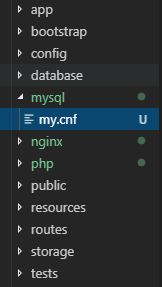 app
bootstrap
config
database
mysql
my.cnf U
nginx
php
public
resources
routes
storage
tests